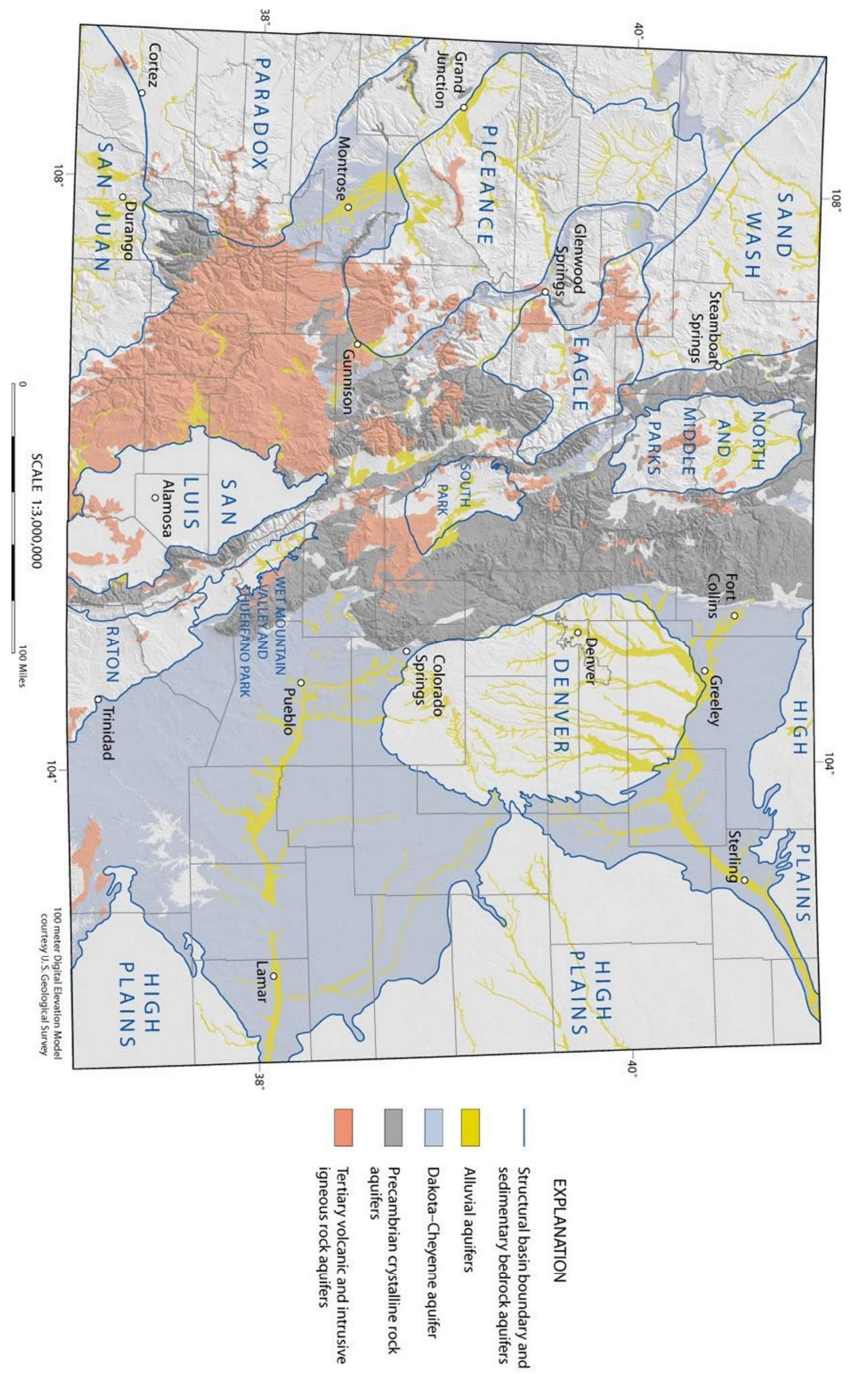 108°
104°
40°
38°
SAND
WASH
Steamboat
Springs
NORTH
AND
MIDDLE
PARKS
Fort
Collins
Greeley
HIGH
PLAINS
Sterling
PICEANCE
Glenwood
Springs
EAGLE
Denver
DENVER
HIGH
PLAINS
40°
Grand
Junction
Montrose
Gunnison
SOUTH
PARK
Colorado
Springs
PARADOX
SAN
LUIS
Alamosa
WET MOUNTAIN
VALLEY AND
HUERFANO PARK
Pueblo
Lamar
38°
Cortez
SAN JUAN
Durango
RATON
Trinidad
HIGH
PLAINS
108°
104°
100 meter Digital Elevation Model
courtesy U.S. Geological Survey
SCALE 1:3,000,000
0
100 Miles
EXPLANATION
Structural basin boundary and
sedimentary bedrock aquifers
Alluvial aquifers
Dakota–Cheyenne aquifer
Precambrian crystalline rock
aquifers
Tertiary volcanic and intrusive
igneous rock aquifers